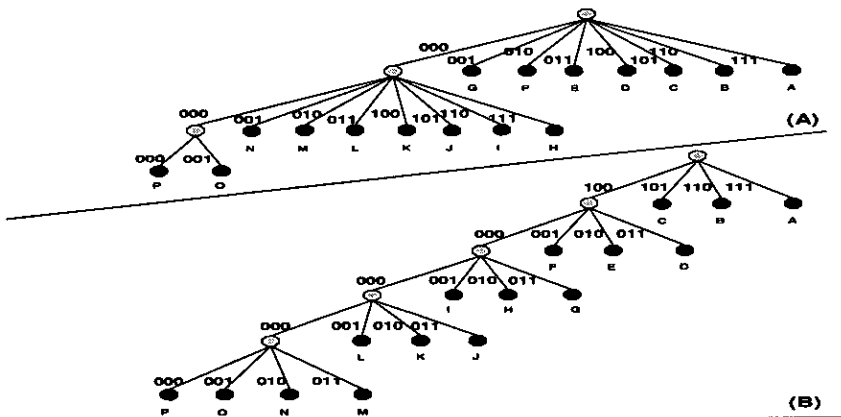 000
001 010 011 100 101 110 111
G F E D C B A
000
001 010 011 100 101 110 111
N M L K J I H
(A)
000 001
P O
100 101 110 111
C B A
000 001 010 011
F E D
000 001 010 011
I H G
000 001 010 011
L K J
000 001 010 011
P O N M
(B)